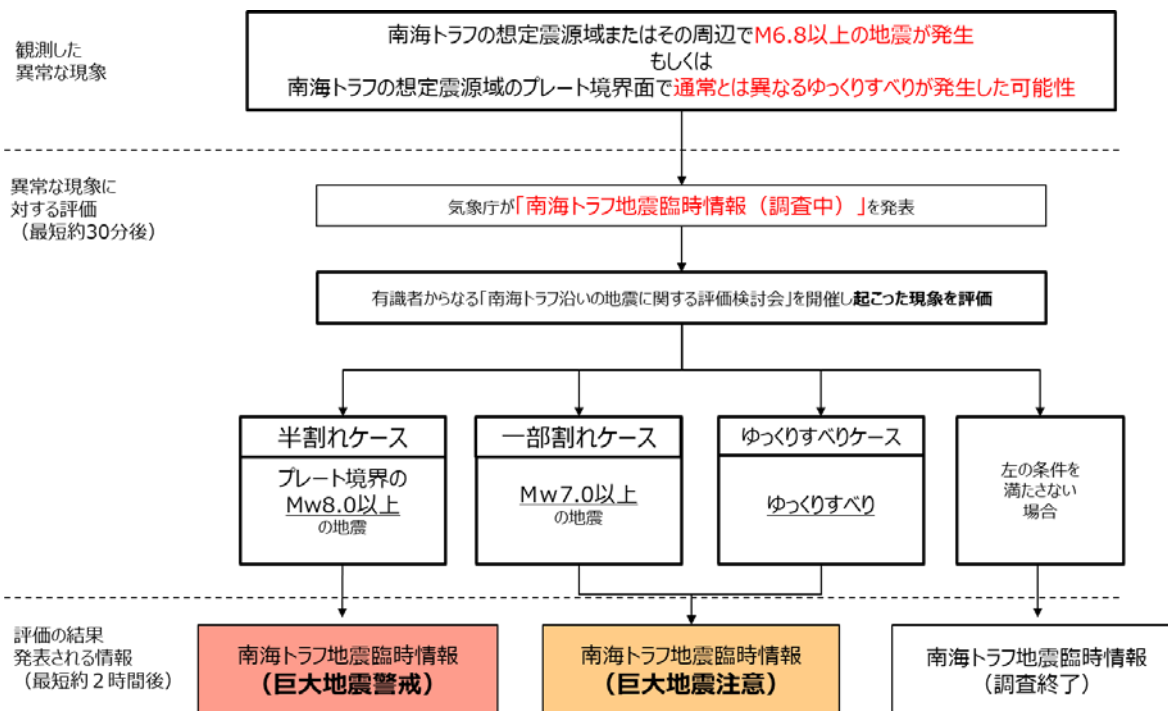 観測した
異常な現象
南海トラフの想定震源域またはその周辺でM6.8以上の地震が発生
もしくは
南海トラフの想定震源域のプレート境界面で通常とは異なるゆっくりすべりが発生した可能性
異常な現象に
対する評価
（最短約30分後）
気象庁が「南海トラフ地震臨時情報（調査中）」を発表
有識者からなる「南海トラフ沿いの地震に関する評価検討会」を開催し起こった現象を評価
半割れケース
プレート境界の
Mw8.0以上
の地震
一部割れケース
Mw7.0以上
の地震
ゆっくりすべりケース
ゆっくりすべり
左の条件を
満たさない
場合
評価の結果
発表される情報
（最短約２時間後）
南海トラフ地震臨時情報
（巨大地震警戒）
南海トラフ地震臨時情報
（巨大地震注意）
南海トラフ地震臨時情報
（調査終了）